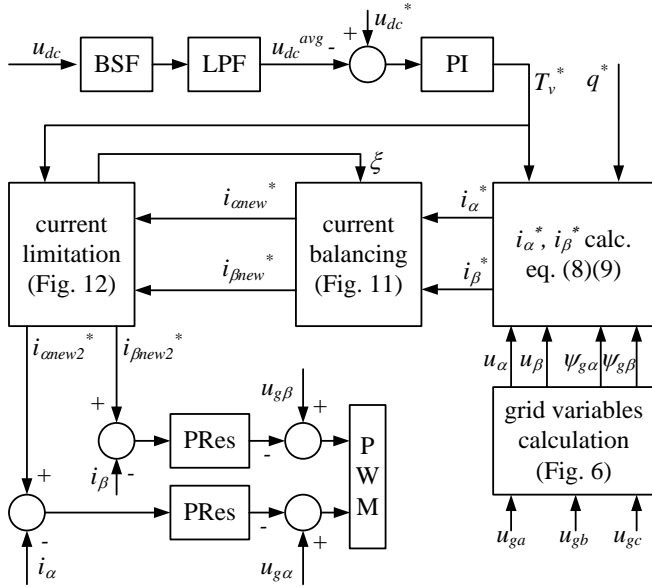 u_dc
BSF
LPF
u_dc^avg
-
+
u_dc^*
PI
T_v^*
q^*
ξ
current
limitation
(Fig. 12)
i_αnew^*
i_βnew^*
current
balancing
(Fig. 11)
i_α^*
i_β^*
i_α^*, i_β^* calc.
eq. (8)(9)
i_αnew2^*
i_βnew2^*
u_α
u_β
ψ_gα
ψ_gβ
grid variables
calculation
(Fig. 6)
u_ga
u_gb
u_gc
+
i_β
-
PRes
-
u_gβ
+
P
W
M
+
-
i_α
PRes
-
+
u_gα